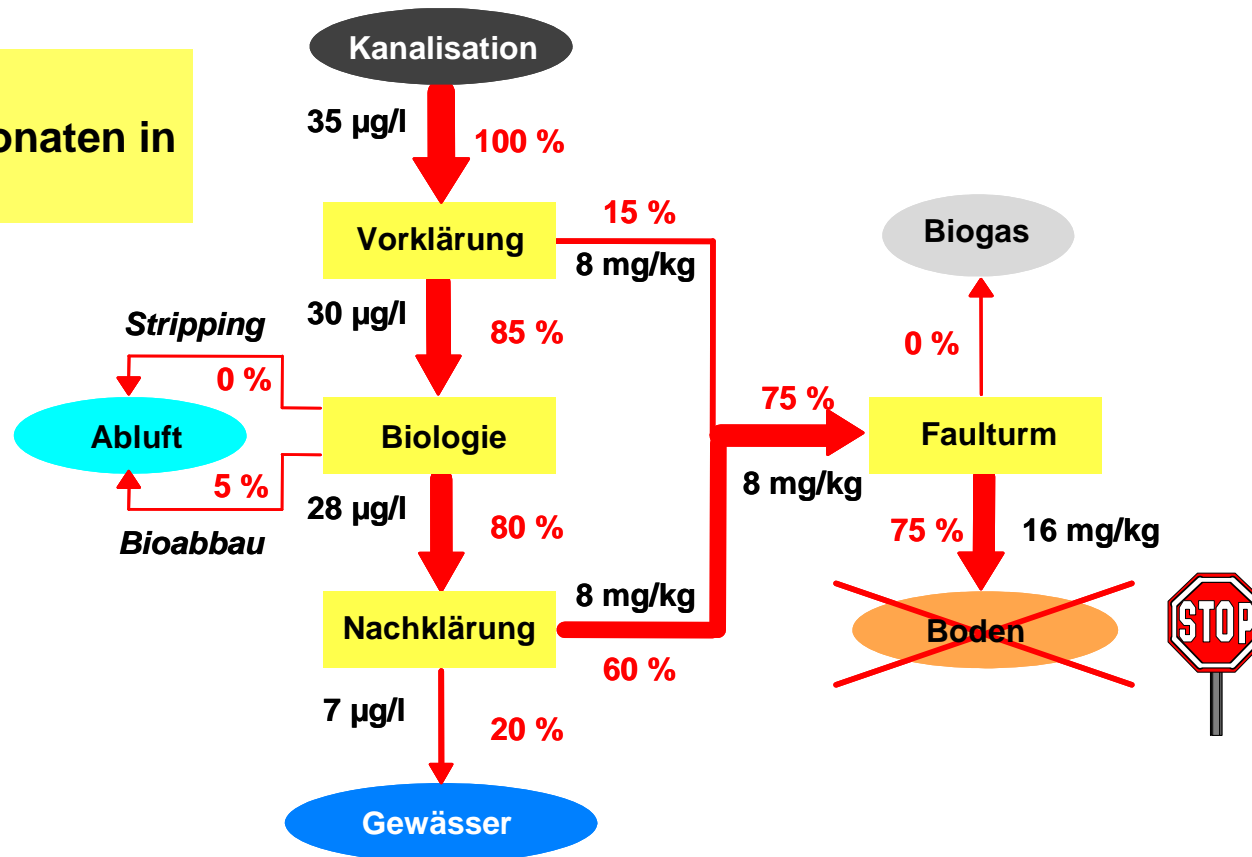 Kanalisation
onaten in
35 µg/l
100 %
Vorklärung
15 %
8 mg/kg
Biogas
30 µg/l
85 %
Stripping
0 %
0 %
Abluft
Biologie
75 %
Faulturm
8 mg/kg
5 %
Bioabbau
28 µg/l
80 %
75 %
16 mg/kg
8 mg/kg
Nachklärung
60 %
Boden
STOP
7 µg/l
20 %
Gewässer